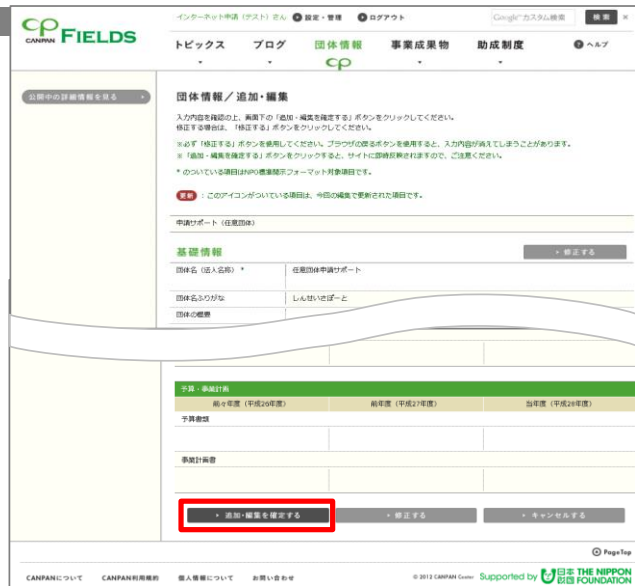 CANPAN FIELDS
インターネット申請（テスト）さん 設定・管理 ログアウト
Google カスタム検索 検索 ×
トピックス ブログ 団体情報 事業成果物 助成制度 ヘルプ
公開中の詳細情報を見る
団体情報／追加・編集
入力内容を確認の上、画面下の「追加・編集を確定する」ボタンをクリックしてください。
修正する場合は、「修正する」ボタンをクリックしてください。
※必ず「修正する」ボタンを使用してください。ブラウザの戻るボタンを使用すると、入力内容が消えてしまうことがあります。
※「追加・編集を確定する」ボタンをクリックすると、サイトに即時反映されますので、ご注意ください。
* のついている項目はNPO標準開示フォーマット対象項目です。
更新 ：このアイコンがついている項目は、今回の編集で更新された項目です。
申請サポート（任意団体）
基礎情報 修正する
団体名（法人名称） * 任意団体申請サポート
団体名ふりがな しんせいさぽーと
団体の概要
予算・事業計画
前々年度（平成26年度） 前年度（平成27年度） 当年度（平成28年度）
予算書類
事業計画書
追加・編集を確定する 修正する キャンセルする
PageTop
CANPANについて CANPAN利用規約 個人情報について お問い合わせ
© 2012 CANPAN Center Supported by 日本財団 THE NIPPON FOUNDATION